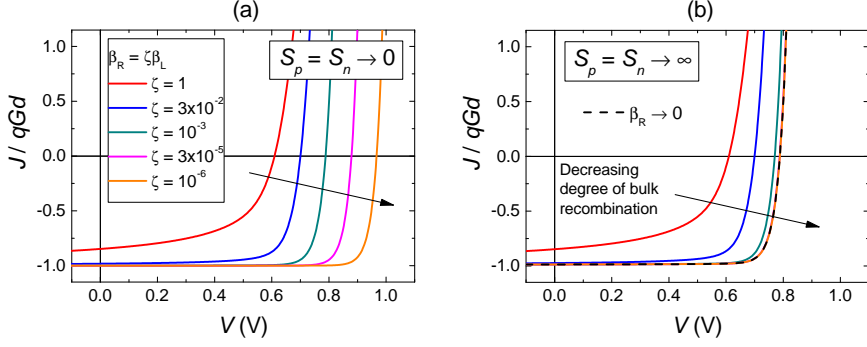 (a)
J / qGd
1.0
0.5
0.0
-0.5
-1.0
β_R = ζβ_L
ζ = 1
ζ = 3x10⁻²
ζ = 10⁻³
ζ = 3x10⁻⁵
ζ = 10⁻⁶
S_p = S_n → 0
0.0 0.2 0.4 0.6 0.8 1.0
V (V)
(b)
J / qGd
1.0
0.5
0.0
-0.5
-1.0
S_p = S_n → ∞
β_R → 0
Decreasing
degree of bulk
recombination
0.0 0.2 0.4 0.6 0.8 1.0
V (V)